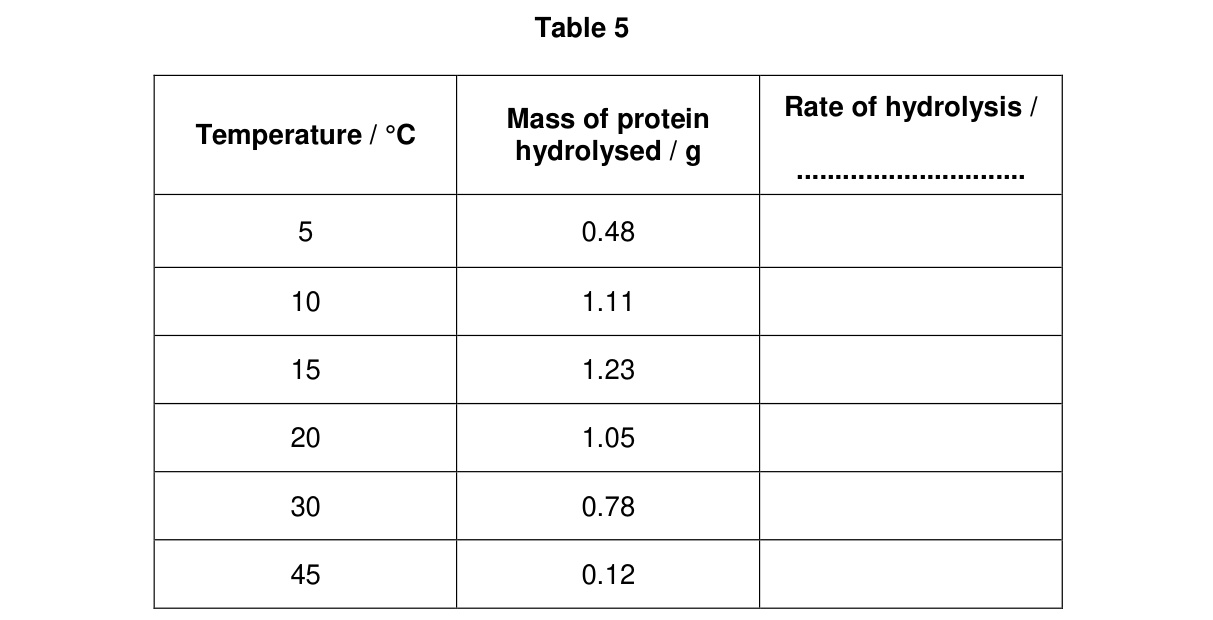 Table 5
Temperature / °C
Mass of protein
hydrolysed / g
Rate of hydrolysis /
..............................
5
0.48
10
1.11
15
1.23
20
1.05
30
0.78
45
0.12